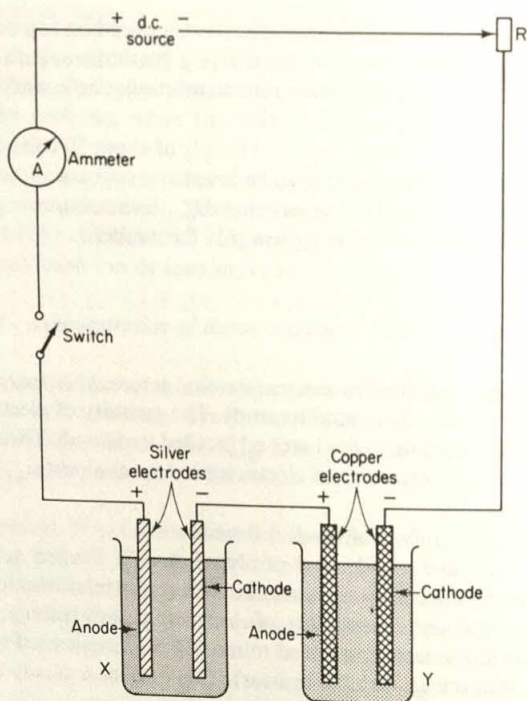 + d.c. −
source
R
A
Ammeter
Switch
Silver
electrodes
Copper
electrodes
+ − + −
Cathode
Cathode
Anode
Anode
X
Y